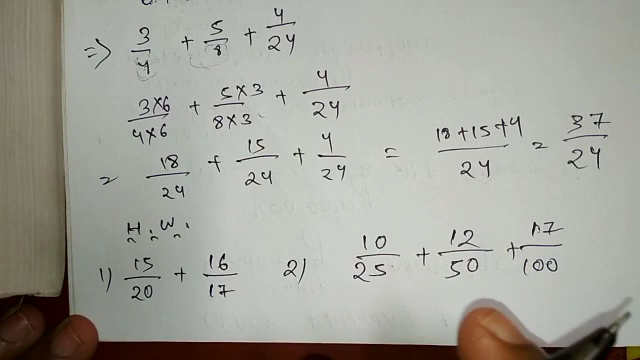 => 3/4 + 5/8 + 4/24
3×6/4×6 + 5×3/8×3 + 4/24
= 18/24 + 15/24 + 4/24 = 18+15+4/24 = 37/24
H.W.
1) 15/20 + 16/17 2) 10/25 + 12/50 + 17/100